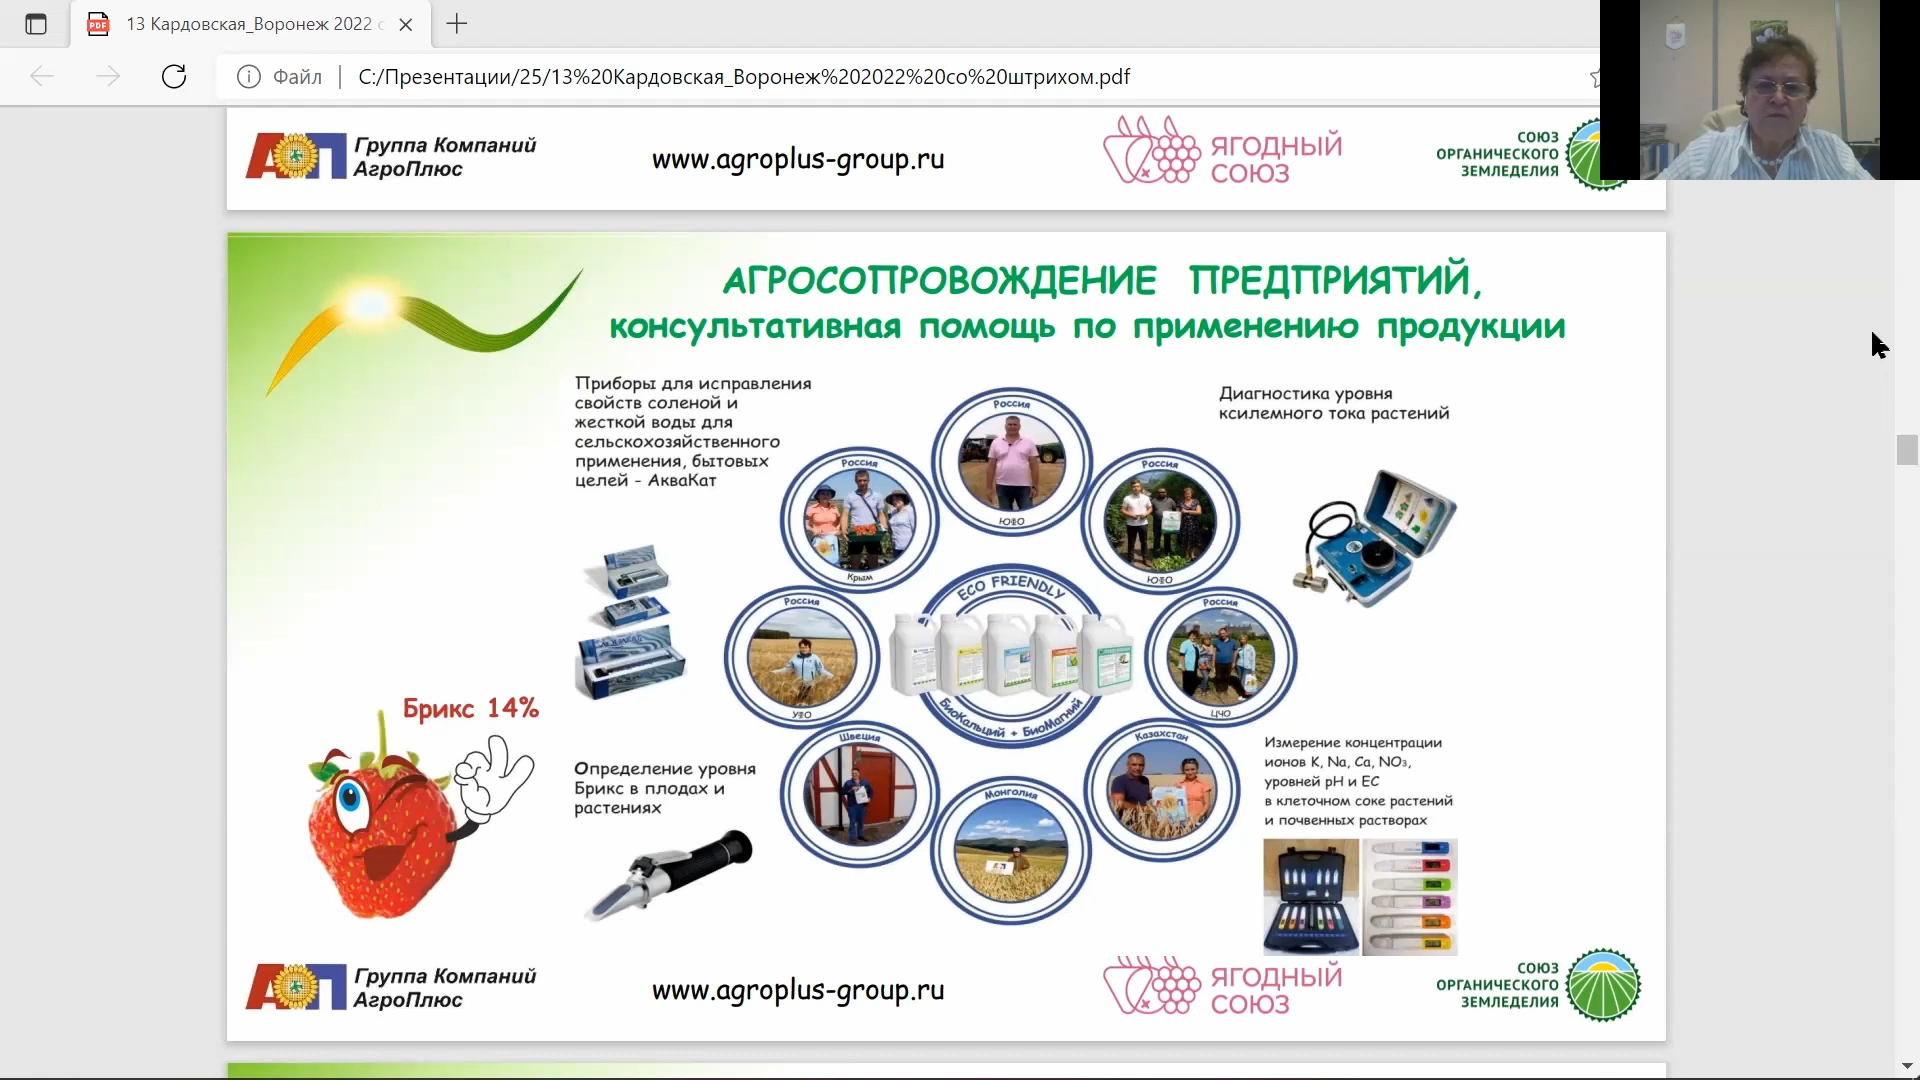 13 Кардовская_Воронеж 2022 с
Файл
C:/Презентации/25/13%20Кардовская_Воронеж%202022%20со%20штрихом.pdf
Группа Компаний
АгроПлюс
www.agroplus-group.ru
ЯГОДНЫЙ
СОЮЗ
СОЮЗ
ОРГАНИЧЕСКОГО
ЗЕМЛЕДЕЛИЯ
АГРОСОПРОВОЖДЕНИЕ ПРЕДПРИЯТИЙ,
консультативная помощь по применению продукции
Приборы для исправления
свойств соленой и
жесткой воды для
сельскохозяйственного
применения, бытовых
целей - АкваКат
Диагностика уровня
ксилемного тока растений
Россия
ЮФО
Россия
Крым
Россия
ЮФО
Россия
УФО
Россия
ЦЧО
ECO FRIENDLY
БиоКальций + БиоМагний
Швеция
Монголия
Казахстан
Брикс 14%
Определение уровня
Брикс в плодах и
растениях
Измерение концентрации
ионов K, Na, Ca, NO₃,
уровней pH и EC
в клеточном соке растений
и почвенных растворах
Группа Компаний
АгроПлюс
www.agroplus-group.ru
ЯГОДНЫЙ
СОЮЗ
СОЮЗ
ОРГАНИЧЕСКОГО
ЗЕМЛЕДЕЛИЯ